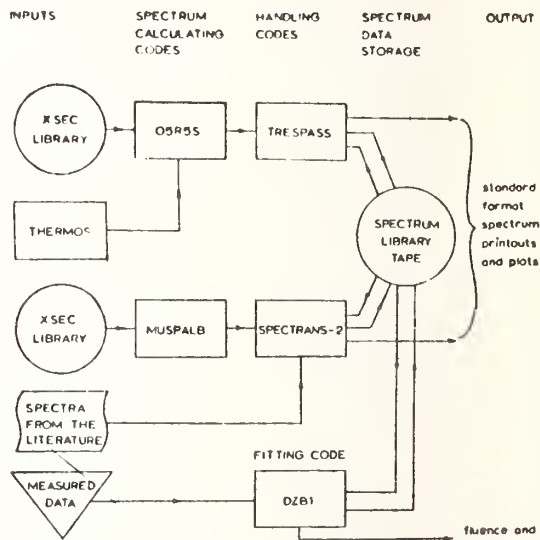 INPUTS
SPECTRUM
CALCULATING
CODES
HANDLING
CODES
SPECTRUM
DATA
STORAGE
OUTPUT
XSEC
LIBRARY
O5R5S
TRESPASS
THERMOS
SPECTRUM
LIBRARY
TAPE
standard
format
spectrum
printouts
and plots
XSEC
LIBRARY
MUSPALB
SPECTRANS-2
SPECTRA
FROM THE
LITERATURE
FITTING CODE
MEASURED
DATA
DZB1
fluence and